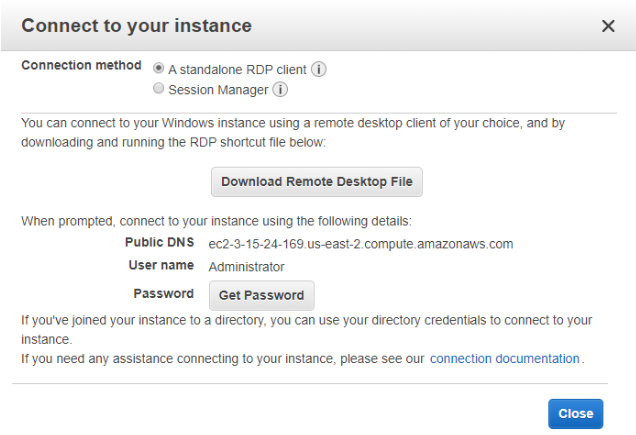 Connect to your instance
Connection method
A standalone RDP client
Session Manager
You can connect to your Windows instance using a remote desktop client of your choice, and by
downloading and running the RDP shortcut file below:
Download Remote Desktop File
When prompted, connect to your instance using the following details:
Public DNS ec2-3-15-24-169.us-east-2.compute.amazonaws.com
User name Administrator
Password Get Password
If you've joined your instance to a directory, you can use your directory credentials to connect to your
instance.
If you need any assistance connecting to your instance, please see our connection documentation.
Close